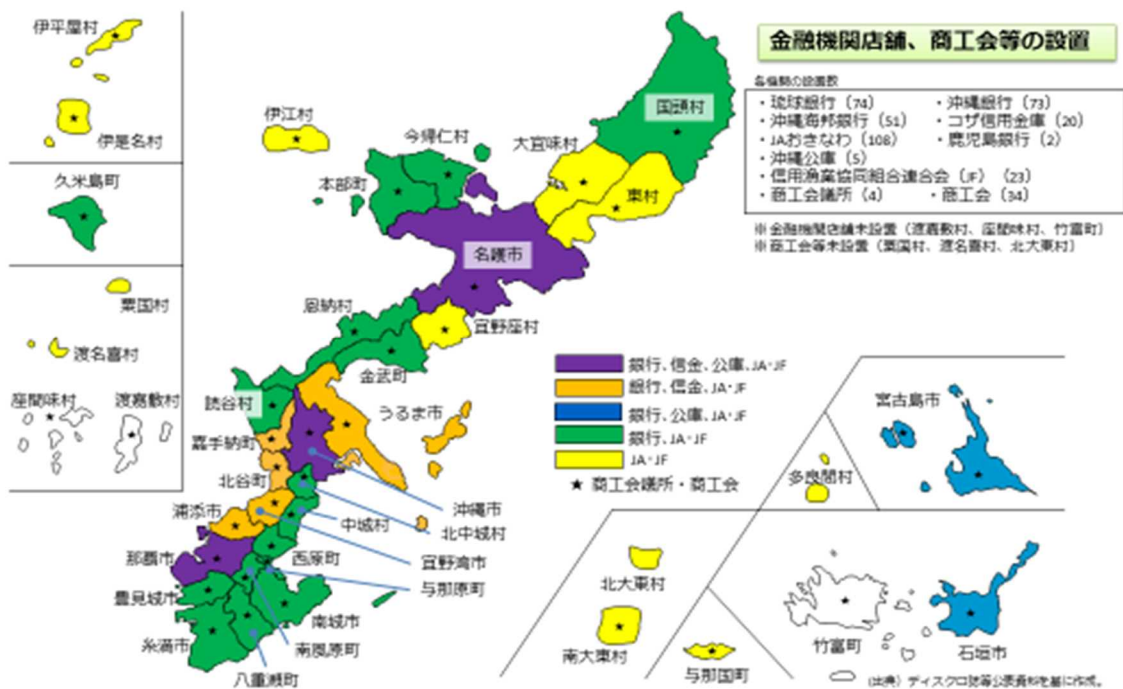 金融機関店舗、商工会等の設置
各機関の設置数
・琉球銀行（74） ・沖縄銀行（73）
・沖縄海邦銀行（51） ・コザ信用金庫（20）
・JAおきなわ（108） ・鹿児島銀行（2）
・沖縄公庫（5）
・信用漁業協同組合連合会（JF）（23）
・商工会議所（4） ・商工会（34）
※金融機関店舗未設置（渡嘉敷村、座間味村、竹富町）
※商工会等未設置（粟国村、渡名喜村、北大東村）
伊平屋村
伊是名村
久米島町
粟国村
渡名喜村
座間味村
渡嘉敷村
伊江村
今帰仁村
本部町
大宜味村
国頭村
東村
名護市
恩納村
宜野座村
金武町
読谷村
うるま市
嘉手納町
北谷町
沖縄市
北中城村
浦添市
中城村
宜野湾市
那覇市
西原町
与那原町
豊見城市
南城市
糸満市
南風原町
八重瀬町
銀行、信金、公庫、JA・JF
銀行、信金、JA・JF
銀行、公庫、JA・JF
銀行、JA・JF
JA・JF
★ 商工会議所・商工会
宮古島市
多良間村
北大東村
南大東村
与那国町
竹富町
石垣市
（出典）ディスクロ誌等公表資料を基に作成。